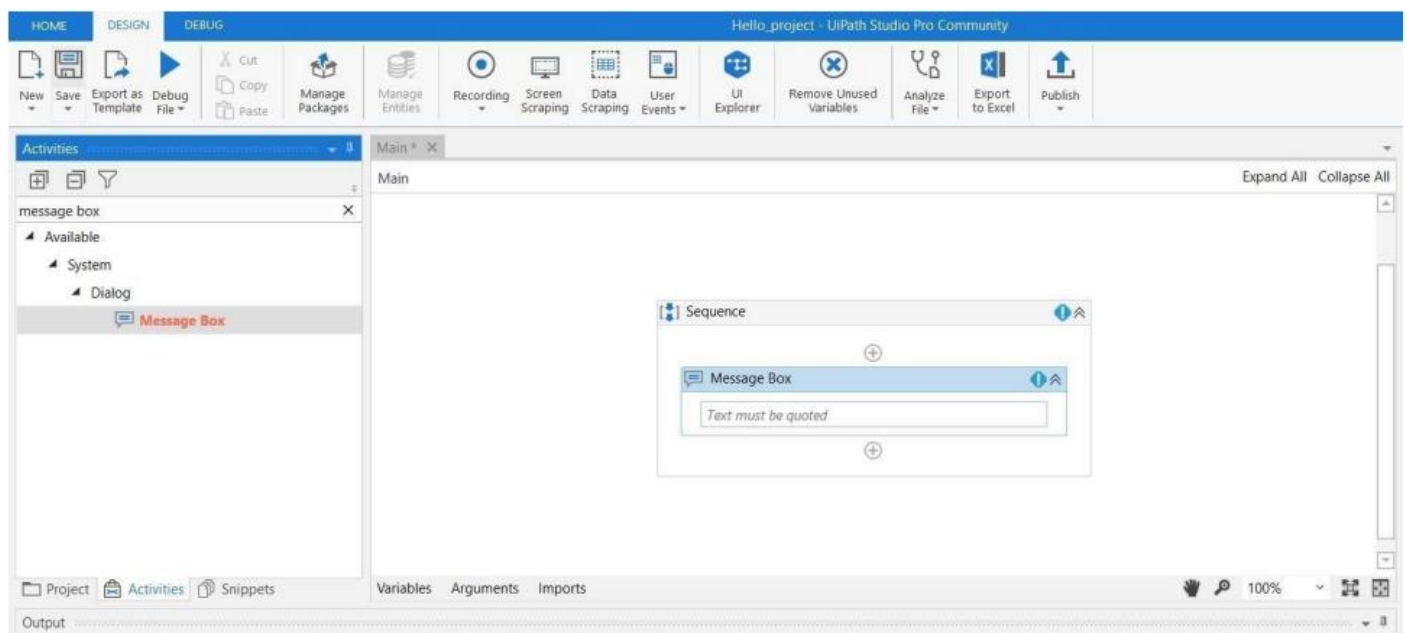 HOME DESIGN DEBUG Hello_project - UiPath Studio Pro Community
New Save Export as Template Debug File Cut Copy Paste Manage Packages Manage Entities Recording Screen Scraping Data Scraping User Events UI Explorer Remove Unused Variables Analyze File Export to Excel Publish
Activities
Main *
Main Expand All Collapse All
message box
Available
System
Dialog
Message Box
Sequence
Message Box
Text must be quoted
Project Activities Snippets
Variables Arguments Imports 100%
Output